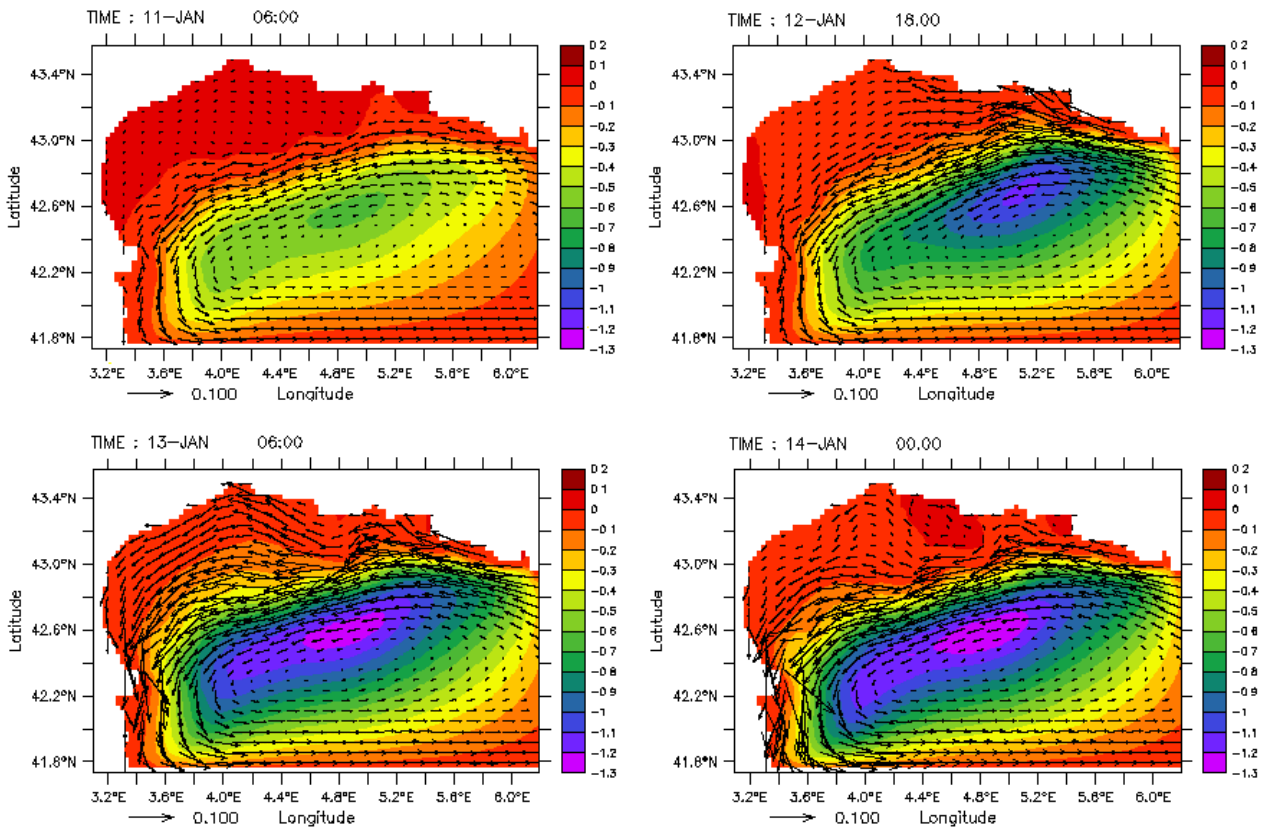 TIME : 11-JAN 06:00
0 2
0 1
0
-0 1
-0.2
-0.3
-0.4
-0.5
-0 6
-0.7
-0.8
-0 9
-1
-1.1
-1.2
-1.3
43.4°N
43.0°N
42.6°N
42.2°N
41.8°N
Latitude
3.2°E 3.6°E 4.0°E 4.4°E 4.8°E 5.2°E 5.6°E 6.0°E
0.100 Longitude
TIME : 12-JAN 18.00
0 2
0 1
0
-0 1
-0.2
-0.3
-0.4
-0.5
-0 6
-0.7
-0.8
-0 9
-1
-1.1
-1.2
-1.3
43.4°N
43.0°N
42.6°N
42.2°N
41.8°N
Latitude
3.2°E 3.6°E 4.0°E 4.4°E 4.8°E 5.2°E 5.6°E 6.0°E
0.100 Longitude
TIME : 13-JAN 06:00
0 2
0 1
0
-0 1
-0.2
-0.3
-0.4
-0.5
-0 6
-0.7
-0.8
-0 9
-1
-1.1
-1.2
-1.3
43.4°N
43.0°N
42.6°N
42.2°N
41.8°N
Latitude
3.2°E 3.6°E 4.0°E 4.4°E 4.8°E 5.2°E 5.6°E 6.0°E
0.100 Longitude
TIME : 14-JAN 00.00
0 2
0 1
0
-0 1
-0.2
-0.3
-0.4
-0.5
-0 6
-0.7
-0.8
-0 9
-1
-1.1
-1.2
-1.3
43.4°N
43.0°N
42.6°N
42.2°N
41.8°N
Latitude
3.2°E 3.6°E 4.0°E 4.4°E 4.8°E 5.2°E 5.6°E 6.0°E
0.100 Longitude